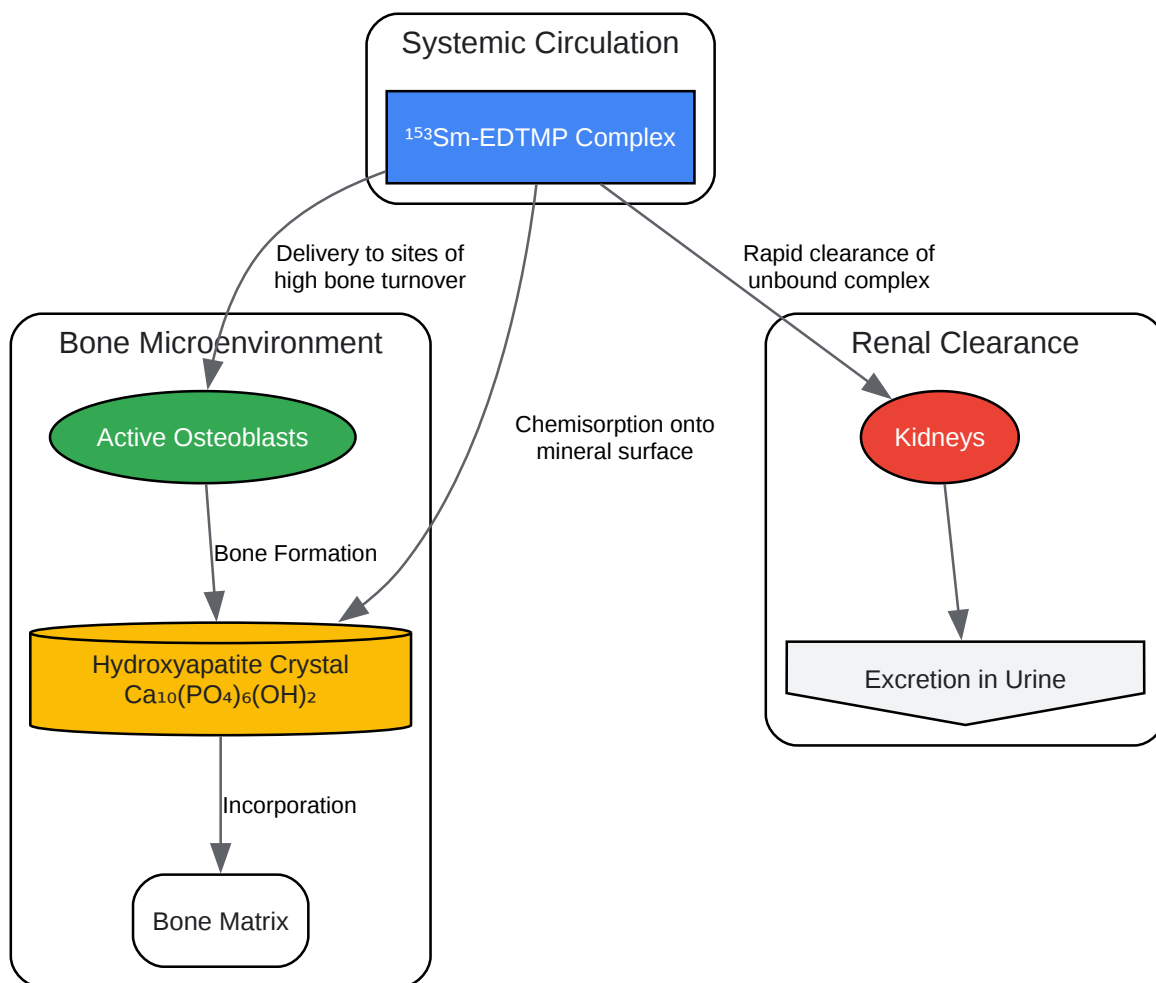 Systemic Circulation
¹⁵³Sm-EDTMP Complex
Delivery to sites of
high bone turnover
Rapid clearance of
unbound complex
Bone Microenvironment
Renal Clearance
Active Osteoblasts
Chemisorption onto
mineral surface
Kidneys
Bone Formation
Hydroxyapatite Crystal
Ca₁₀(PO₄)₆(OH)₂
Excretion in Urine
Incorporation
Bone Matrix